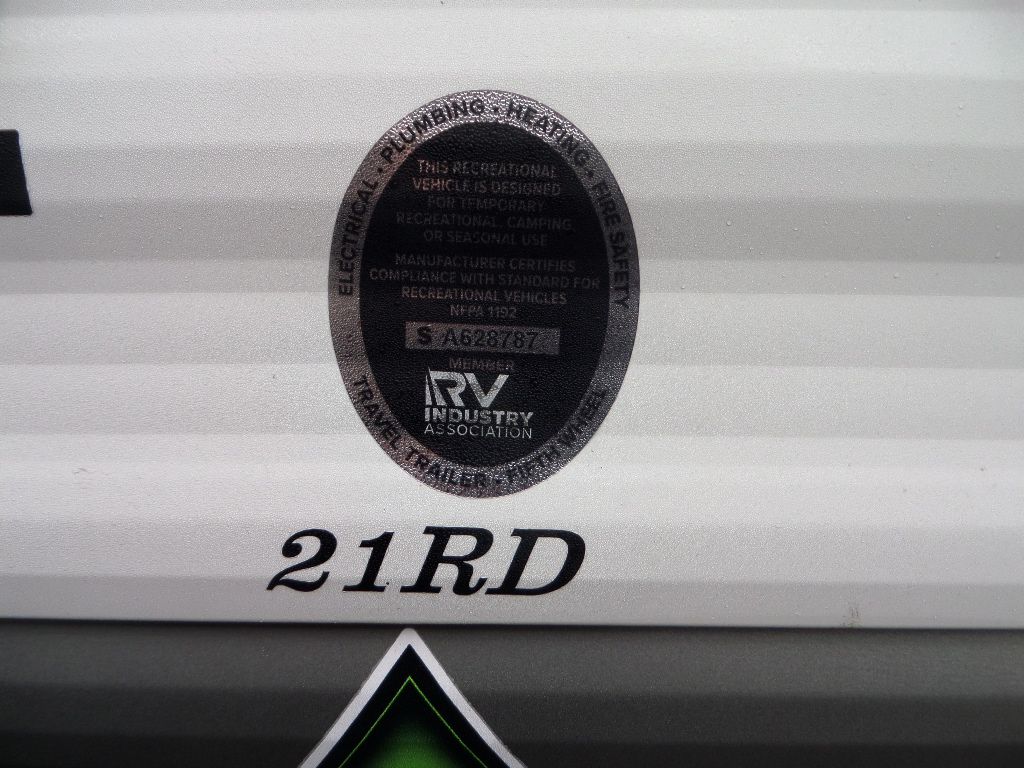 ELECTRICAL • PLUMBING • HEATING • FIRE SAFETY
THIS RECREATIONAL
VEHICLE IS DESIGNED
FOR TEMPORARY
RECREATIONAL, CAMPING,
OR SEASONAL USE
MANUFACTURER CERTIFIES
COMPLIANCE WITH STANDARD FOR
RECREATIONAL VEHICLES
NFPA 1192
S A628787
MEMBER
RV
INDUSTRY
ASSOCIATION
TRAVEL TRAILER • FIFTH WHEEL
21RD